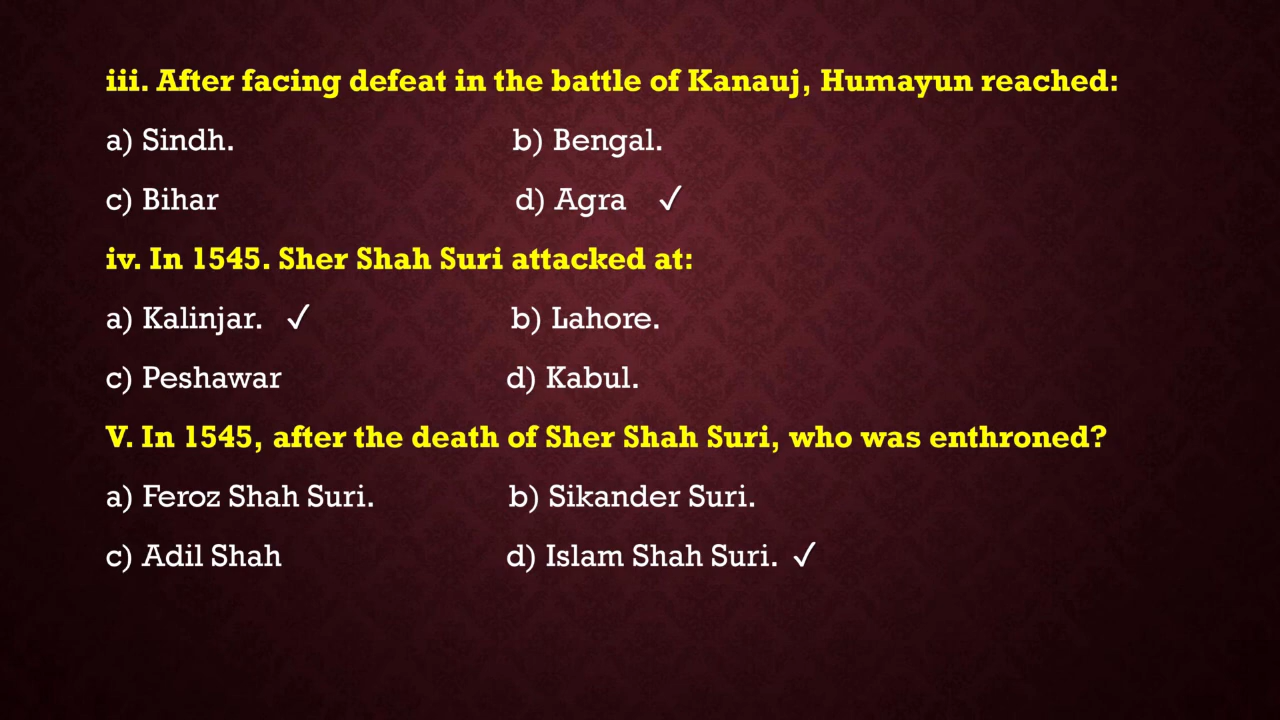 iii. After facing defeat in the battle of Kanauj, Humayun reached:
a) Sindh. b) Bengal.
c) Bihar d) Agra ✓
iv. In 1545. Sher Shah Suri attacked at:
a) Kalinjar. ✓ b) Lahore.
c) Peshawar d) Kabul.
V. In 1545, after the death of Sher Shah Suri, who was enthroned?
a) Feroz Shah Suri. b) Sikander Suri.
c) Adil Shah d) Islam Shah Suri. ✓